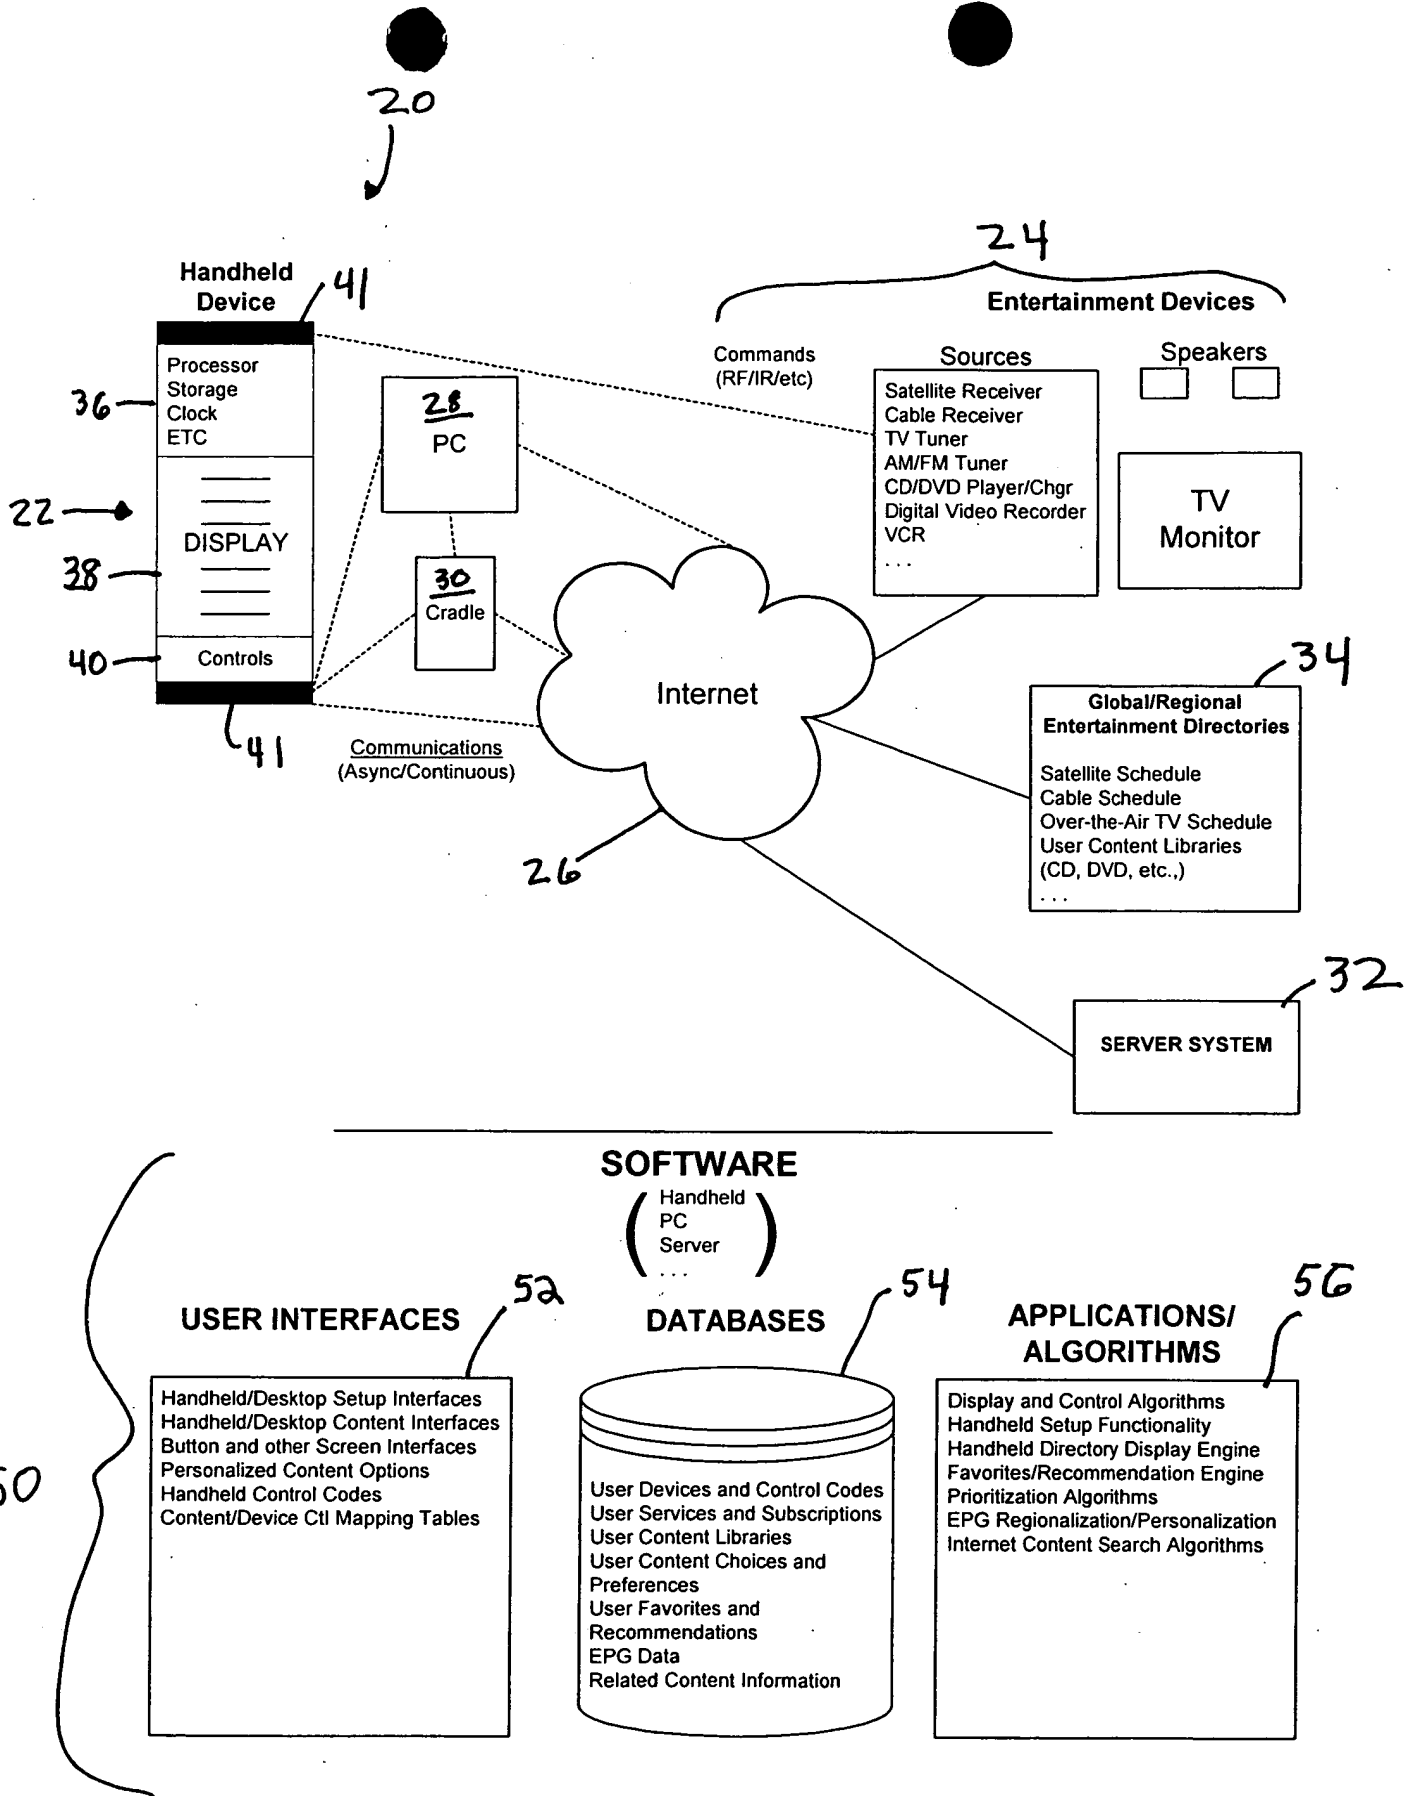 20
24
Handheld
Device
41
Entertainment Devices
Commands
(RF/IR/etc)
Sources
Speakers
Processor
Storage
Clock
ETC
36
28
PC
Satellite Receiver
Cable Receiver
TV Tuner
AM/FM Tuner
CD/DVD Player/Chgr
Digital Video Recorder
VCR
. . .
TV
Monitor
22
DISPLAY
38
30
Cradle
40
Controls
41
Internet
34
Global/Regional
Entertainment Directories
Satellite Schedule
Cable Schedule
Over-the-Air TV Schedule
User Content Libraries
(CD, DVD, etc.,)
. . .
Communications
(Async/Continuous)
26
32
SERVER SYSTEM
SOFTWARE
Handheld
PC
Server
. . .
52
54
56
USER INTERFACES
DATABASES
APPLICATIONS/
ALGORITHMS
50
Handheld/Desktop Setup Interfaces
Handheld/Desktop Content Interfaces
Button and other Screen Interfaces
Personalized Content Options
Handheld Control Codes
Content/Device Ctl Mapping Tables
User Devices and Control Codes
User Services and Subscriptions
User Content Libraries
User Content Choices and
Preferences
User Favorites and
Recommendations
EPG Data
Related Content Information
Display and Control Algorithms
Handheld Setup Functionality
Handheld Directory Display Engine
Favorites/Recommendation Engine
Prioritization Algorithms
EPG Regionalization/Personalization
Internet Content Search Algorithms